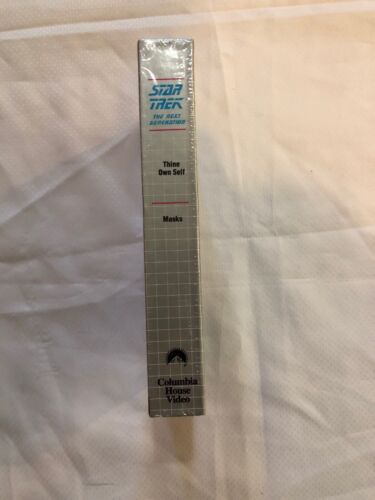 STAR
TREK
THE NEXT
GENERATION
Thine
Own Self
Masks
Columbia
House
Video